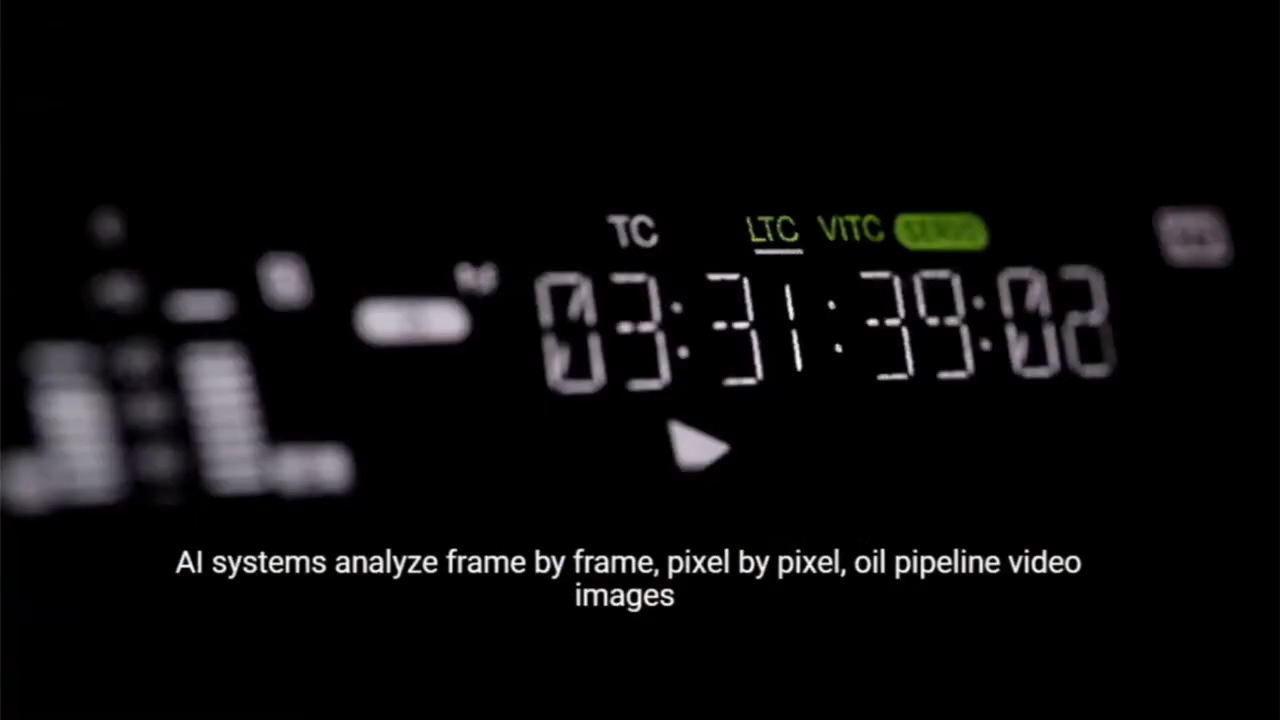 TC
LTC VITC
03:31:39:02
AI systems analyze frame by frame, pixel by pixel, oil pipeline video
images